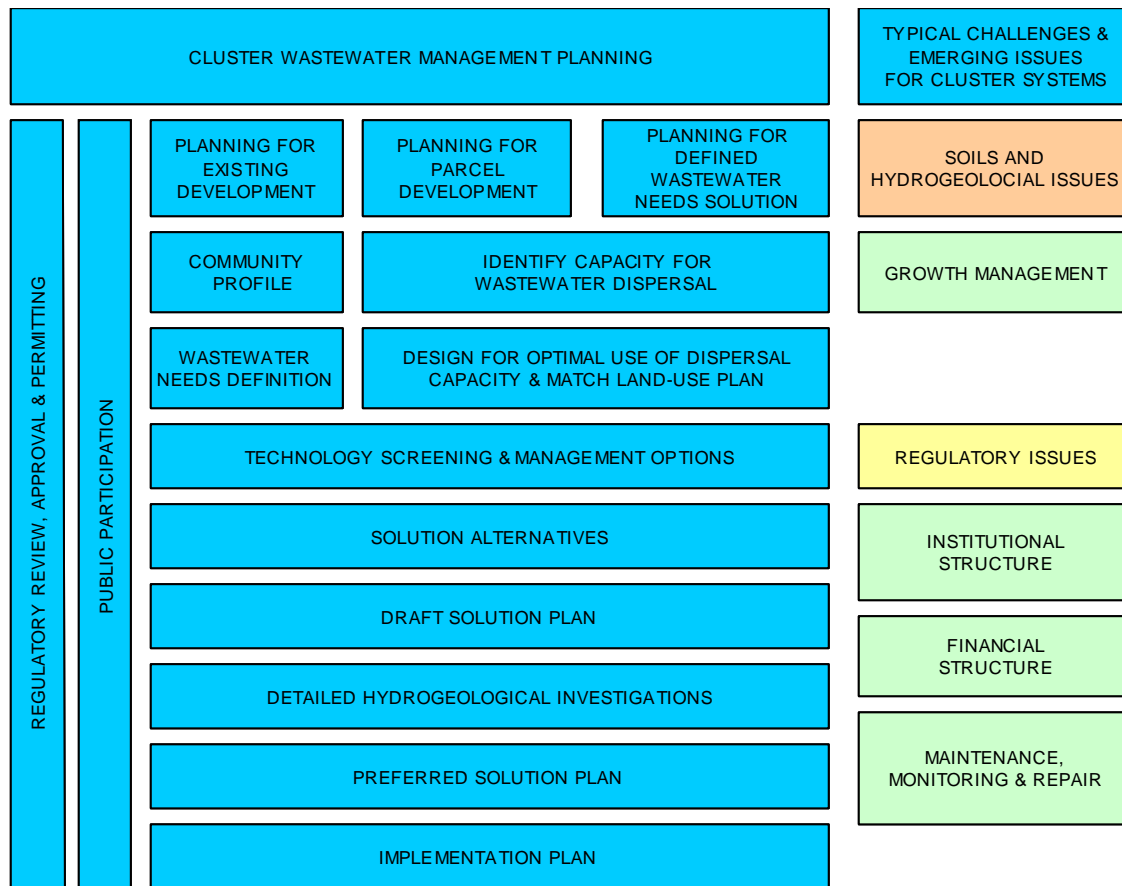 CLUSTER WASTEWATER MANAGEMENT PLANNING
TYPICAL CHALLENGES &
EMERGING ISSUES
FOR CLUSTER SYSTEMS
REGULATORY REVIEW, APPROVAL & PERMITTING
PUBLIC PARTICIPATION
PLANNING FOR
EXISTING
DEVELOPMENT
PLANNING FOR
PARCEL
DEVELOPMENT
PLANNING FOR
DEFINED
WASTEWATER
NEEDS SOLUTION
SOILS AND
HYDROGEOLOCIAL ISSUES
COMMUNITY
PROFILE
IDENTIFY CAPACITY FOR
WASTEWATER DISPERSAL
GROWTH MANAGEMENT
WASTEWATER
NEEDS DEFINITION
DESIGN FOR OPTIMAL USE OF DISPERSAL
CAPACITY & MATCH LAND-USE PLAN
TECHNOLOGY SCREENING & MANAGEMENT OPTIONS
REGULATORY ISSUES
SOLUTION ALTERNATIVES
INSTITUTIONAL
STRUCTURE
DRAFT SOLUTION PLAN
FINANCIAL
STRUCTURE
DETAILED HYDROGEOLOGICAL INVESTIGATIONS
PREFERRED SOLUTION PLAN
MAINTENANCE,
MONITORING & REPAIR
IMPLEMENTATION PLAN